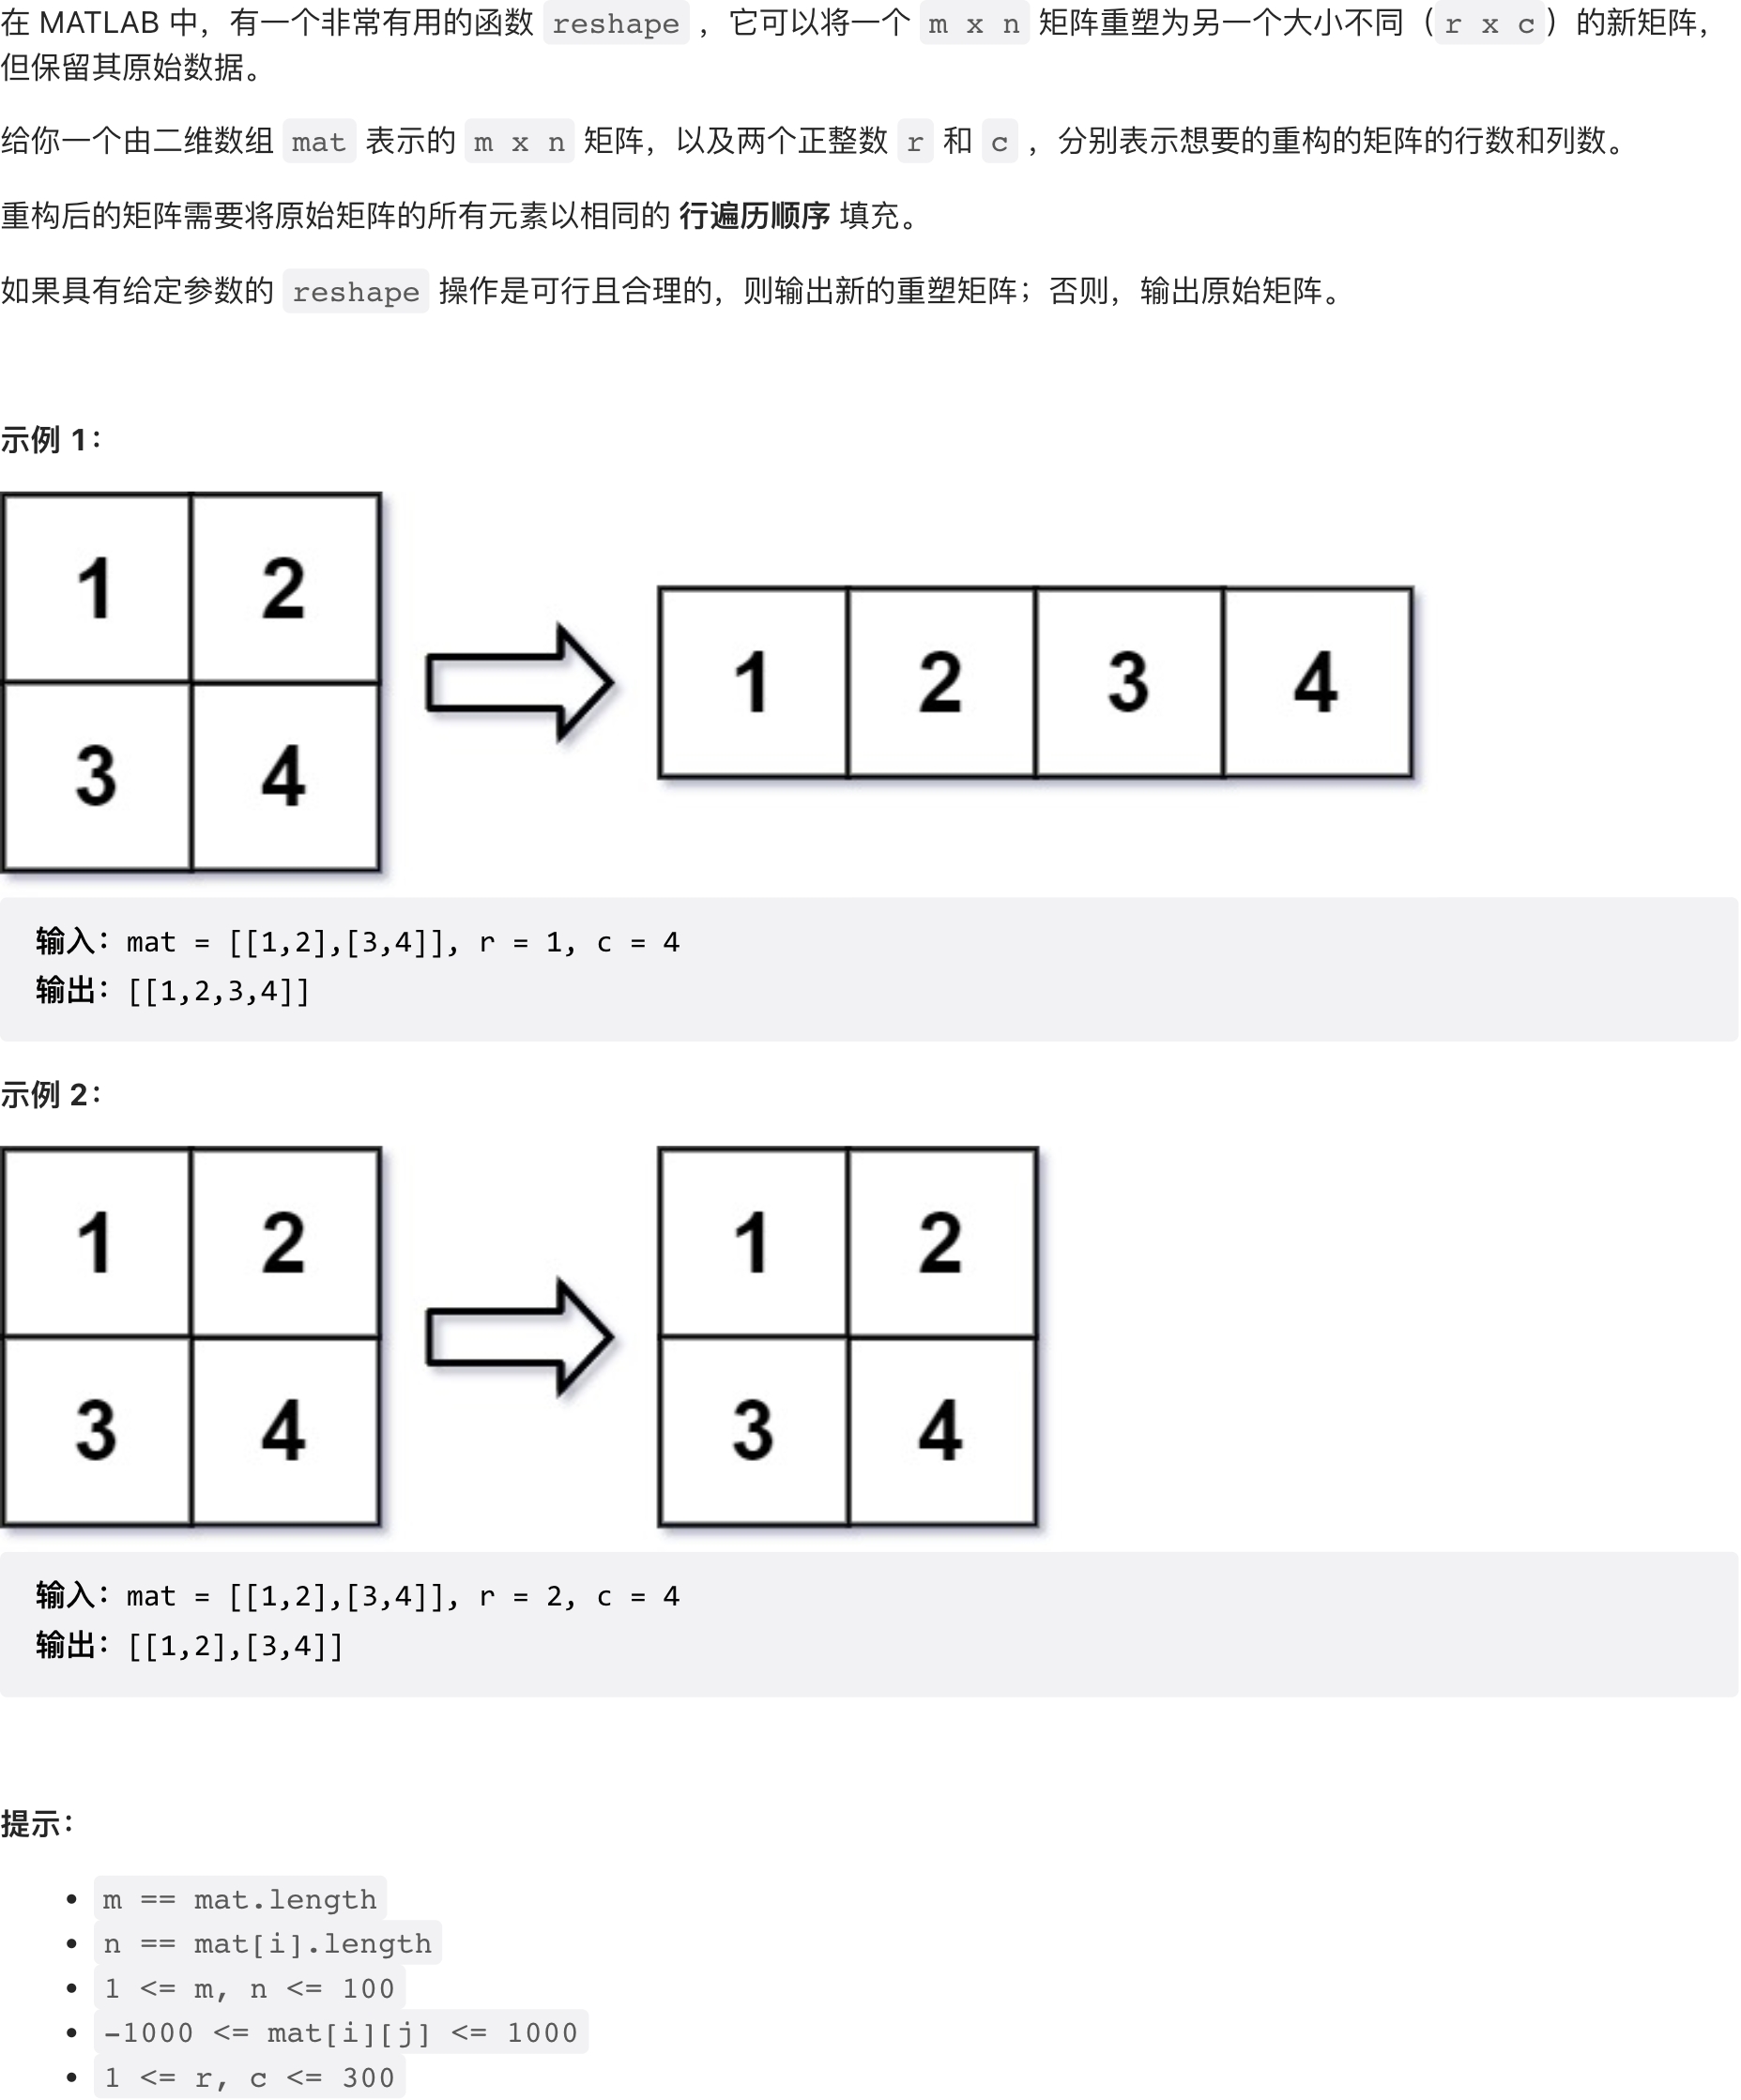 在 MATLAB 中，有一个非常有用的函数 reshape ，它可以将一个 m x n 矩阵重塑为另一个大小不同（r x c）的新矩阵，
但保留其原始数据。
给你一个由二维数组 mat 表示的 m x n 矩阵，以及两个正整数 r 和 c ，分别表示想要的重构的矩阵的行数和列数。
重构后的矩阵需要将原始矩阵的所有元素以相同的 行遍历顺序 填充。
如果具有给定参数的 reshape 操作是可行且合理的，则输出新的重塑矩阵；否则，输出原始矩阵。
示例 1：
1 2
3 4
1 2 3 4
输入：mat = [[1,2],[3,4]], r = 1, c = 4
输出：[[1,2,3,4]]
示例 2：
1 2
3 4
1 2
3 4
输入：mat = [[1,2],[3,4]], r = 2, c = 4
输出：[[1,2],[3,4]]
提示：
m == mat.length
n == mat[i].length
1 <= m, n <= 100
-1000 <= mat[i][j] <= 1000
1 <= r, c <= 300